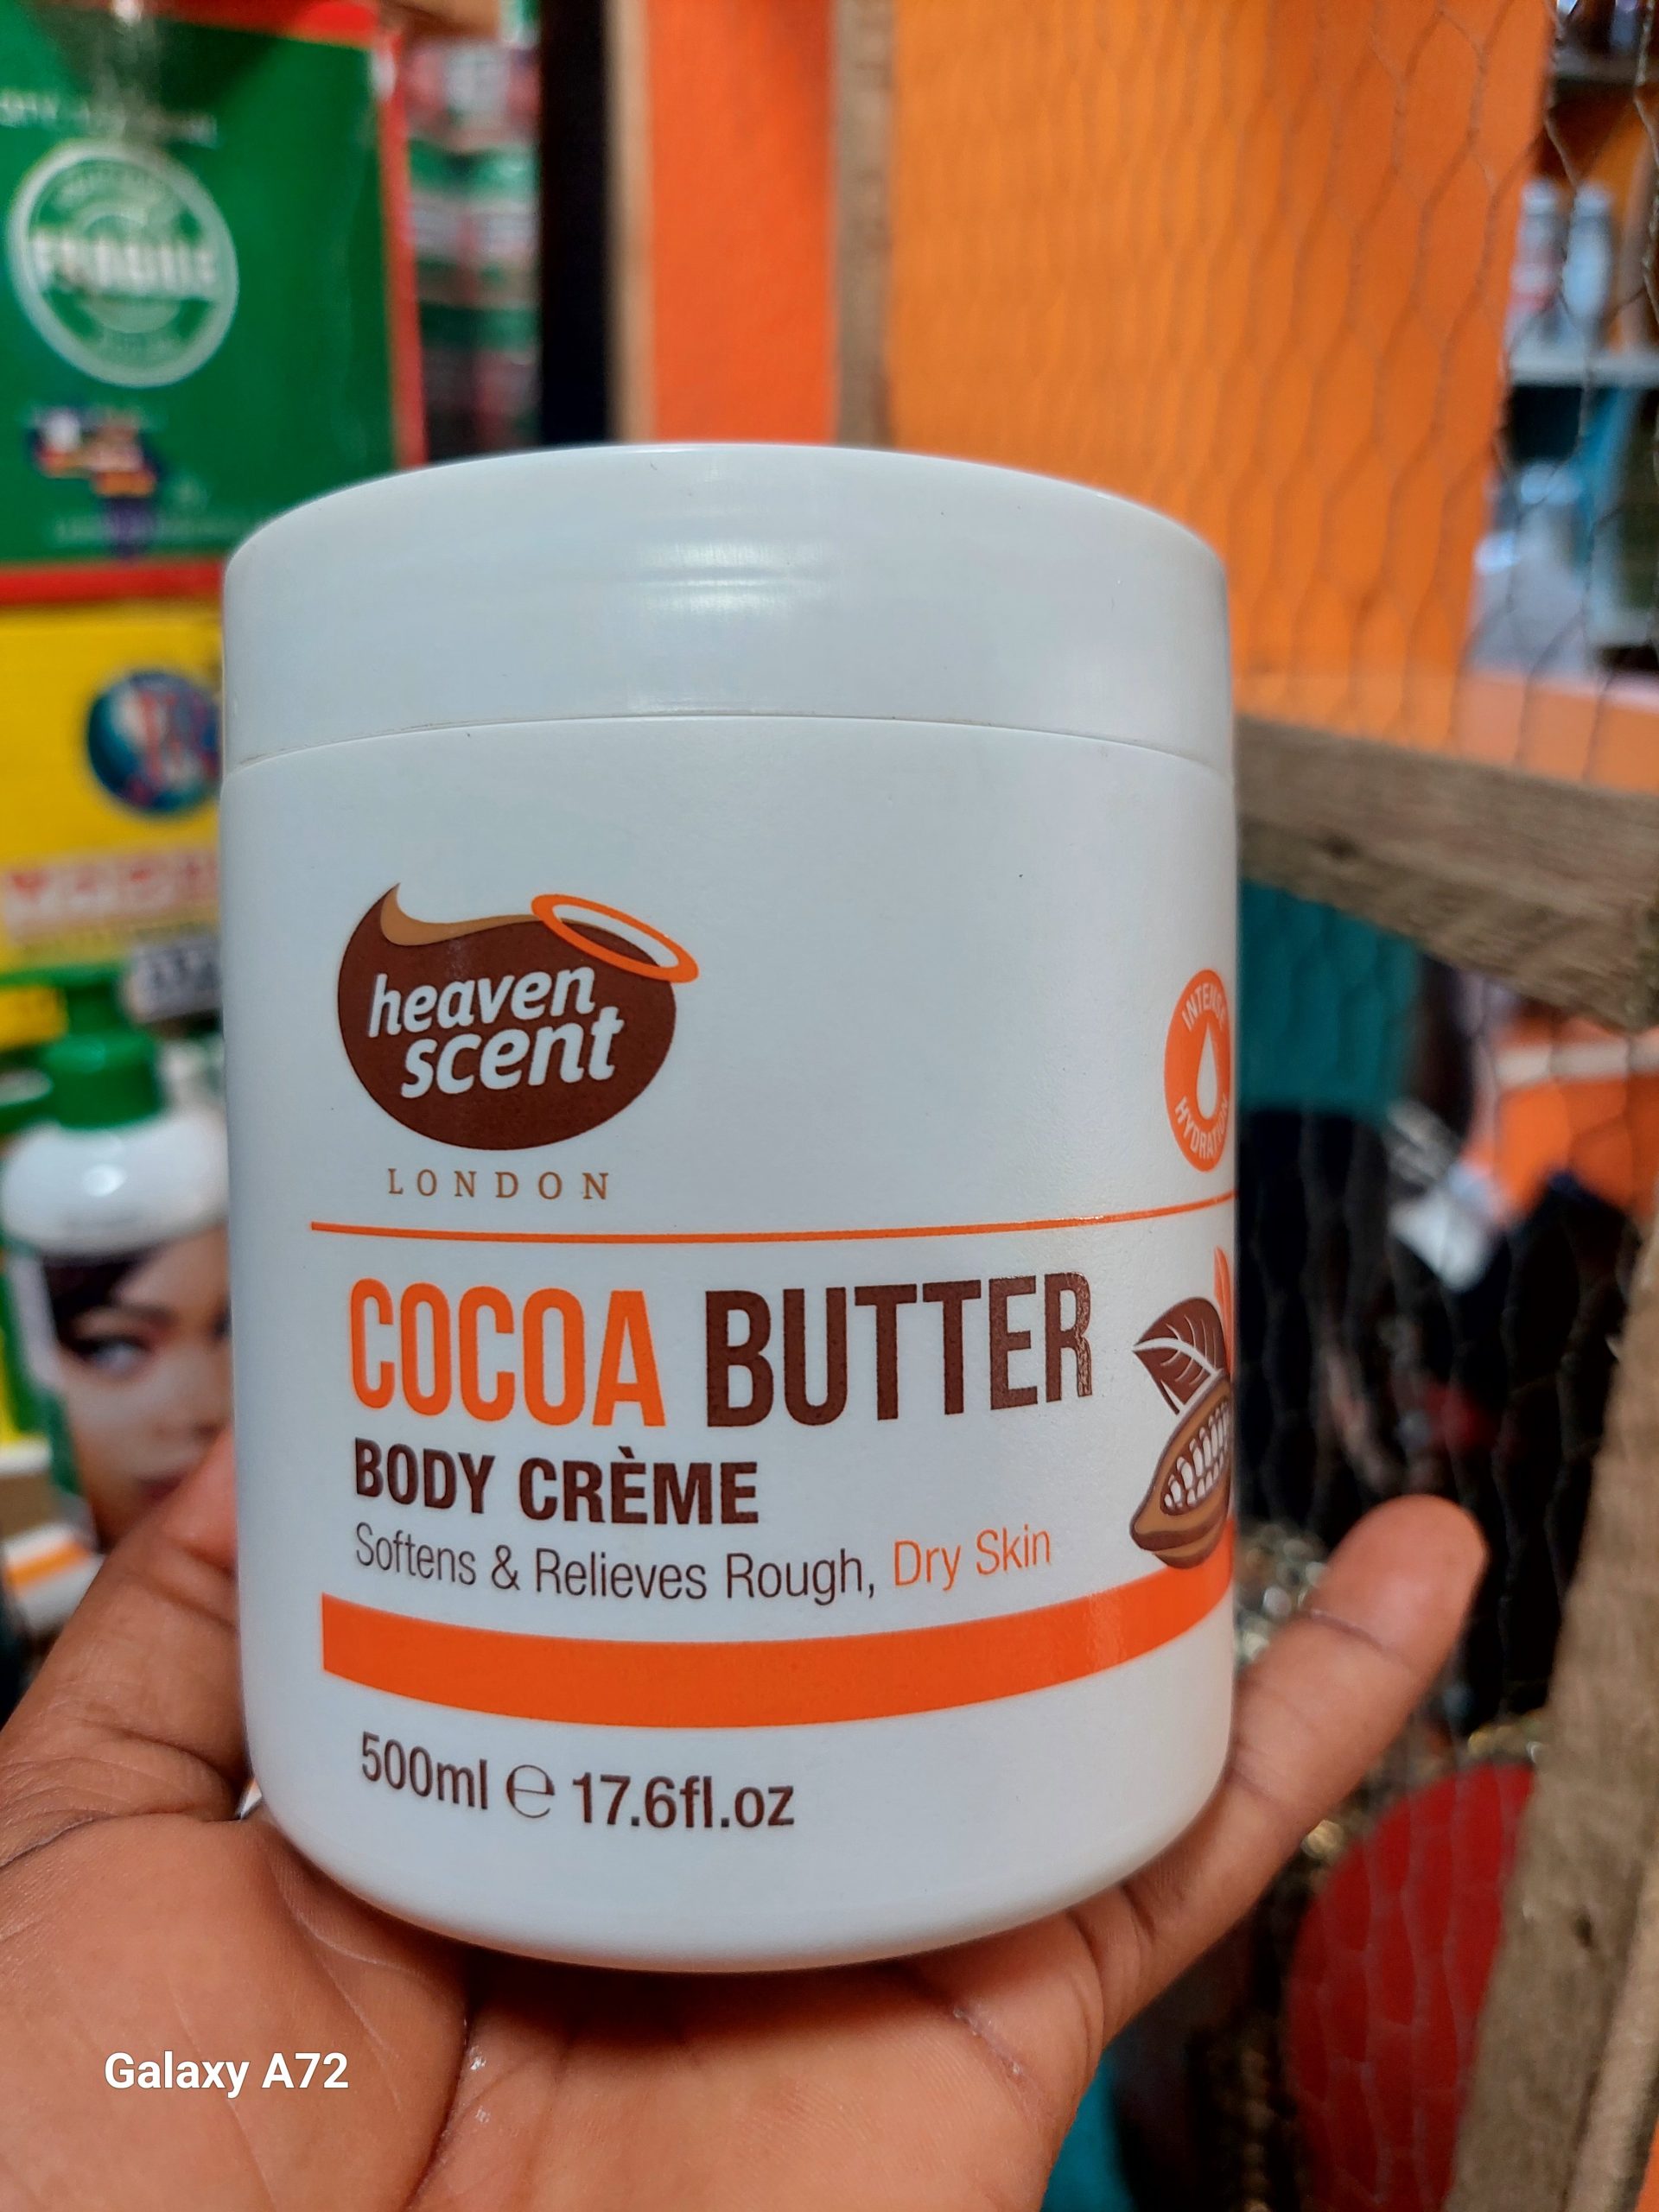 FRAGILE
heaven
scent
LONDON
INTENSE
HYDRATION
COCOA BUTTER
BODY CRÈME
Softens & Relieves Rough, Dry Skin
500ml ℮ 17.6fl.oz
Galaxy A72